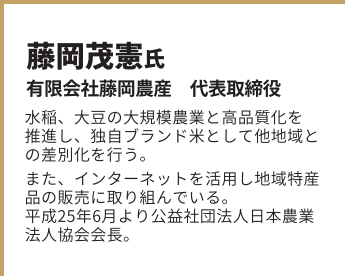 藤岡茂憲氏
有限会社藤岡農産　代表取締役
水稲、大豆の大規模農業と高品質化を
推進し、独自ブランド米として他地域と
の差別化を行う。
また、インターネットを活用し地域特産
品の販売に取り組んでいる。
平成25年6月より公益社団法人日本農業
法人協会会長。